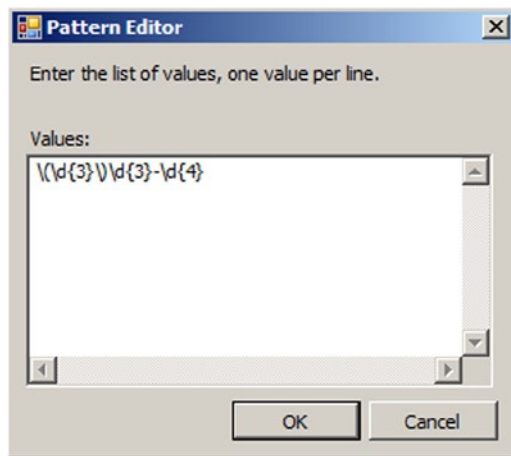 Pattern Editor
Enter the list of values, one value per line.
Values:
\(\d{3}\)\d{3}-\d{4}
OK
Cancel